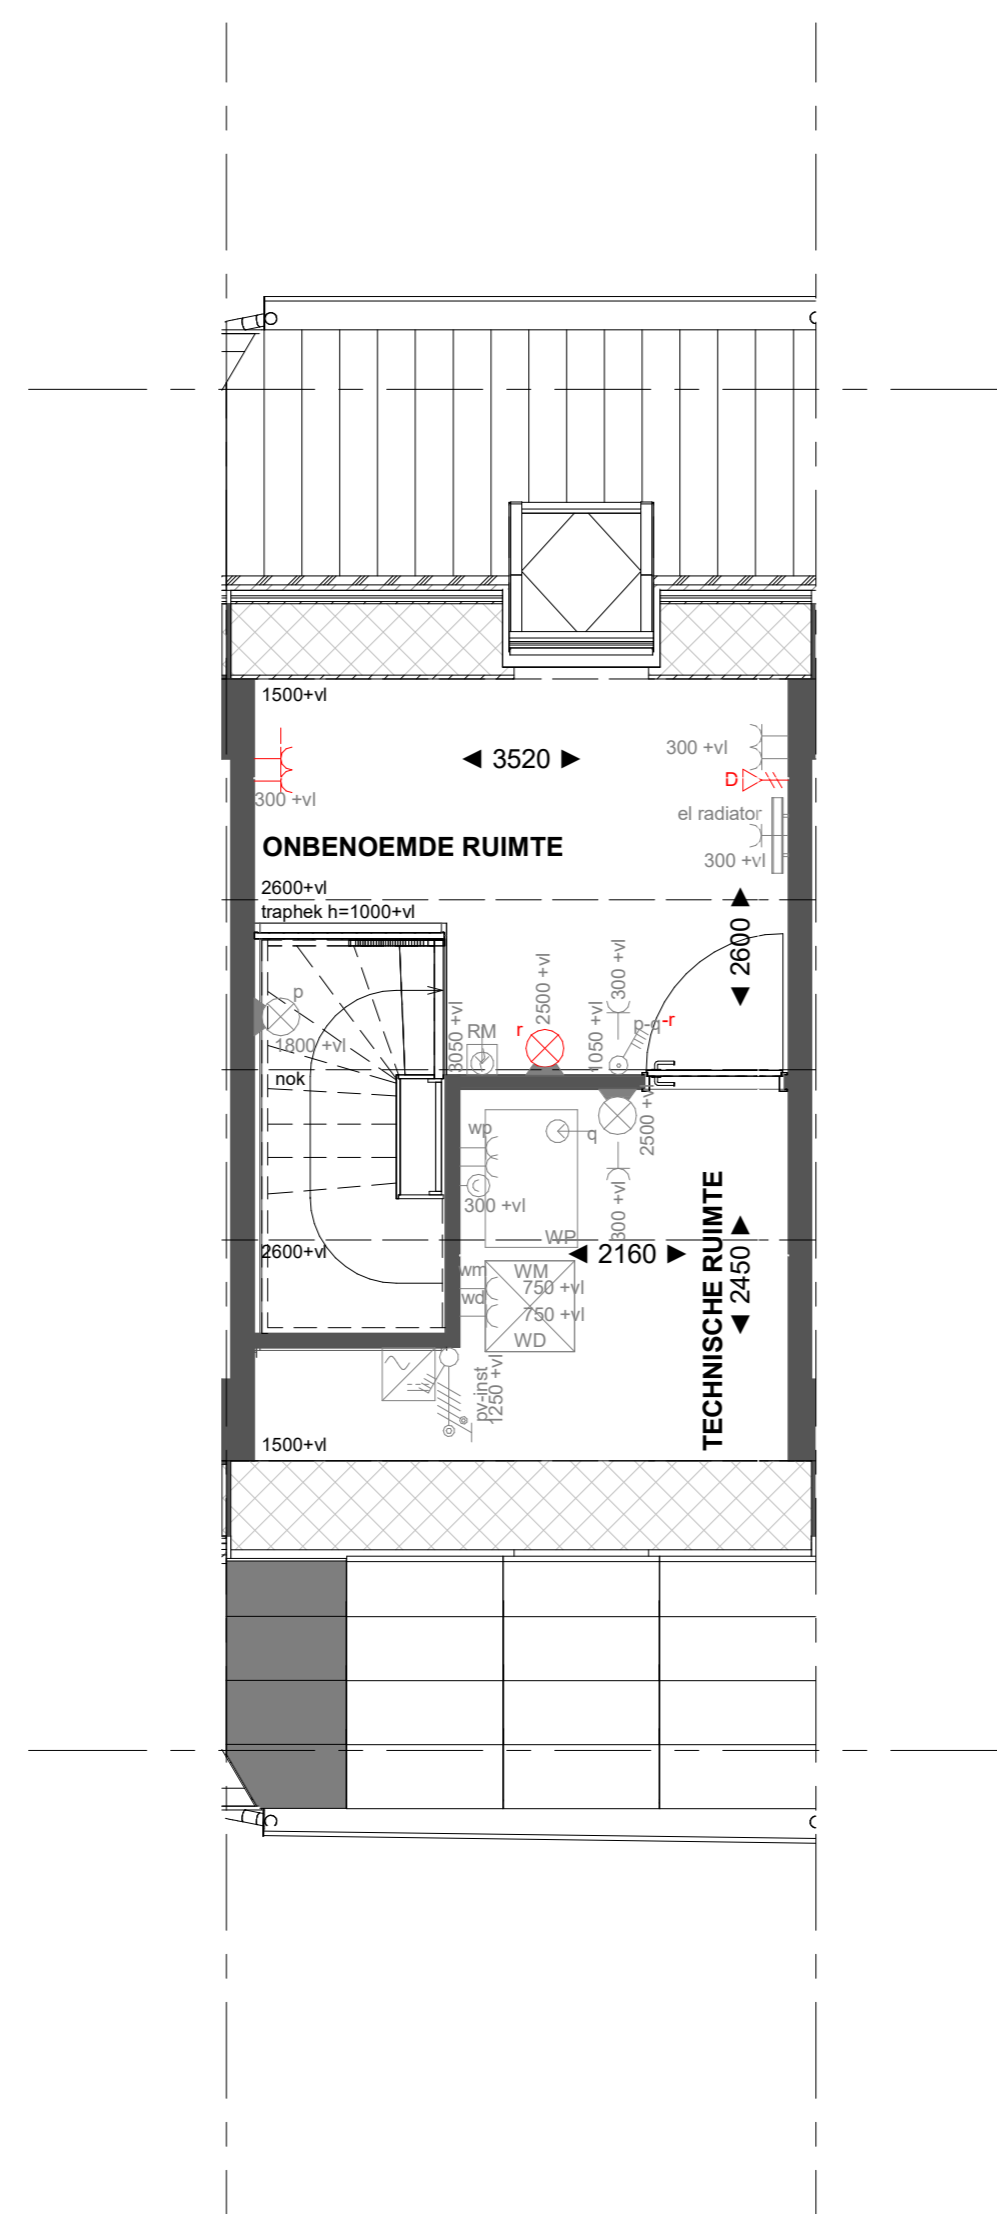 1500+vl
3520
300 +vl
D
300 +vl
el radiator
300 +vl
ONBENOEMDE RUIMTE
2600+vl
traphek h=1000+vl
2600
p
1800 +vl
3050 +vl
RM
r
2500 +vl
1050 +vl
300 +vl
p-q-r
nok
wp
q
2500 +vl
300 +vl
300 +vl
WP
2600+vl
2160
TECHNISCHE RUIMTE
2450
wm
WM
750 +vl
wd
750 +vl
WD
pv-inst
1250 +vl
1500+vl